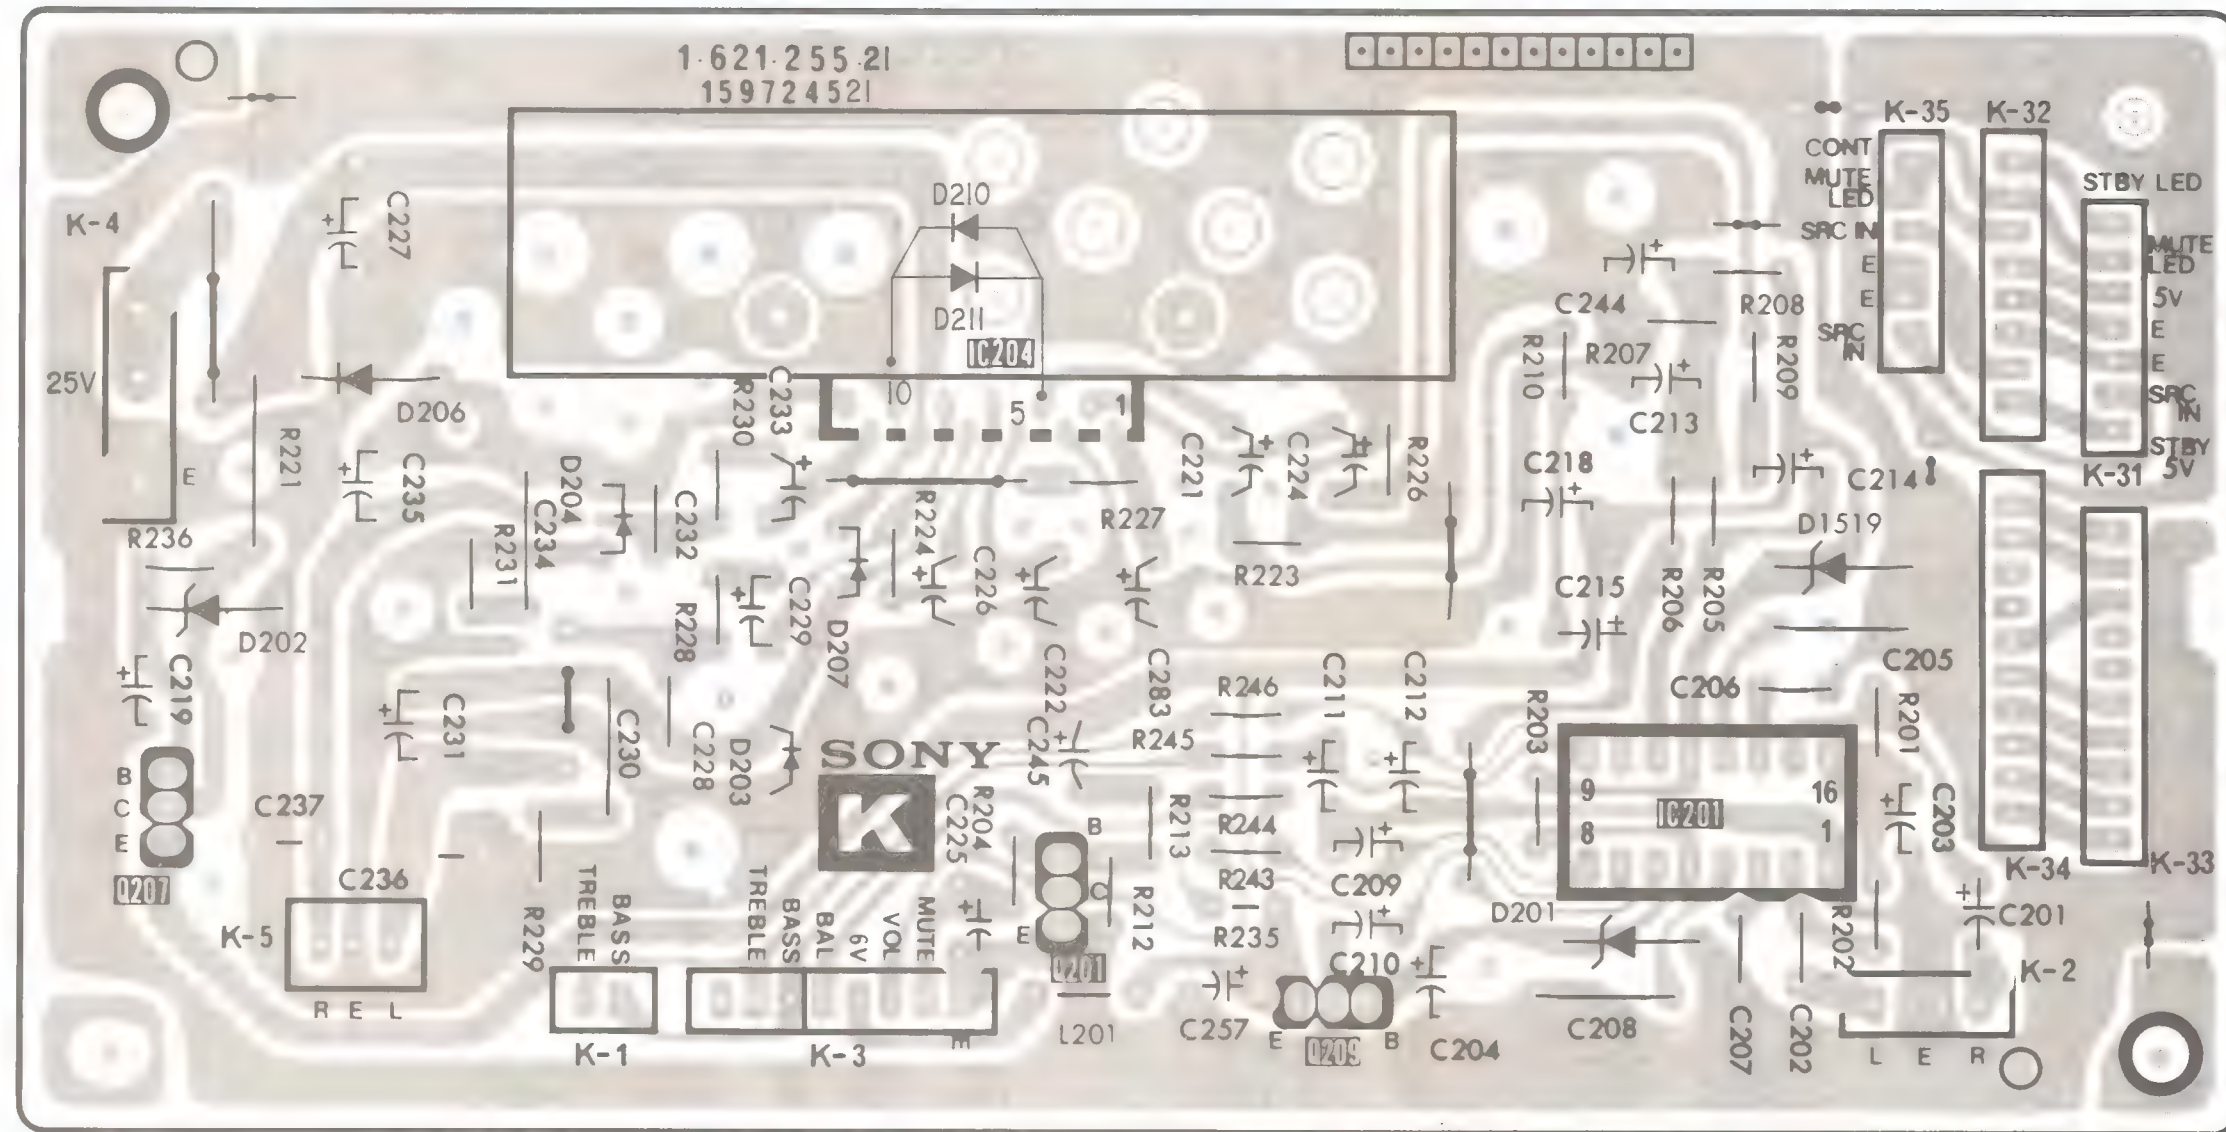 1-621-255-21
159724521
K-35
K-32
CONT
MUTE
LED
SRC IN
E
E
SRC
IN
STBY LED
MUTE
LED
5V
E
E
SRC
IN
STBY
5V
K-31
K-4
25V
E
C227
D206
R221
C235
R236
D202
C219
B
C
E
Q207
C237
C236
K-5
R E L
C231
R231
C234
D204
C232
R230
C233
D210
D211
IC204
10
5
1
R224
C226
R227
C221
C224
R226
R223
R228
C229
D207
C222
C283
C230
C228
D203
SONY
K
C245
R204
C225
R229
TREBLE
BASS
K-1
TREBLE
BASS
BAL
6V
VOL
MUTE
E
K-3
B
C
E
Q201
L201
R213
R212
R246
R245
R244
R243
R235
C211
C212
C209
C210
C257
E
Q209
B
C204
C244
R208
R207
R210
R209
C213
C218
C214
D1519
C215
R206
R205
C205
C206
R203
R201
9
16
IC201
8
1
C203
D201
R202
C201
K-2
C208
C207
C202
L E R
K-34
K-33